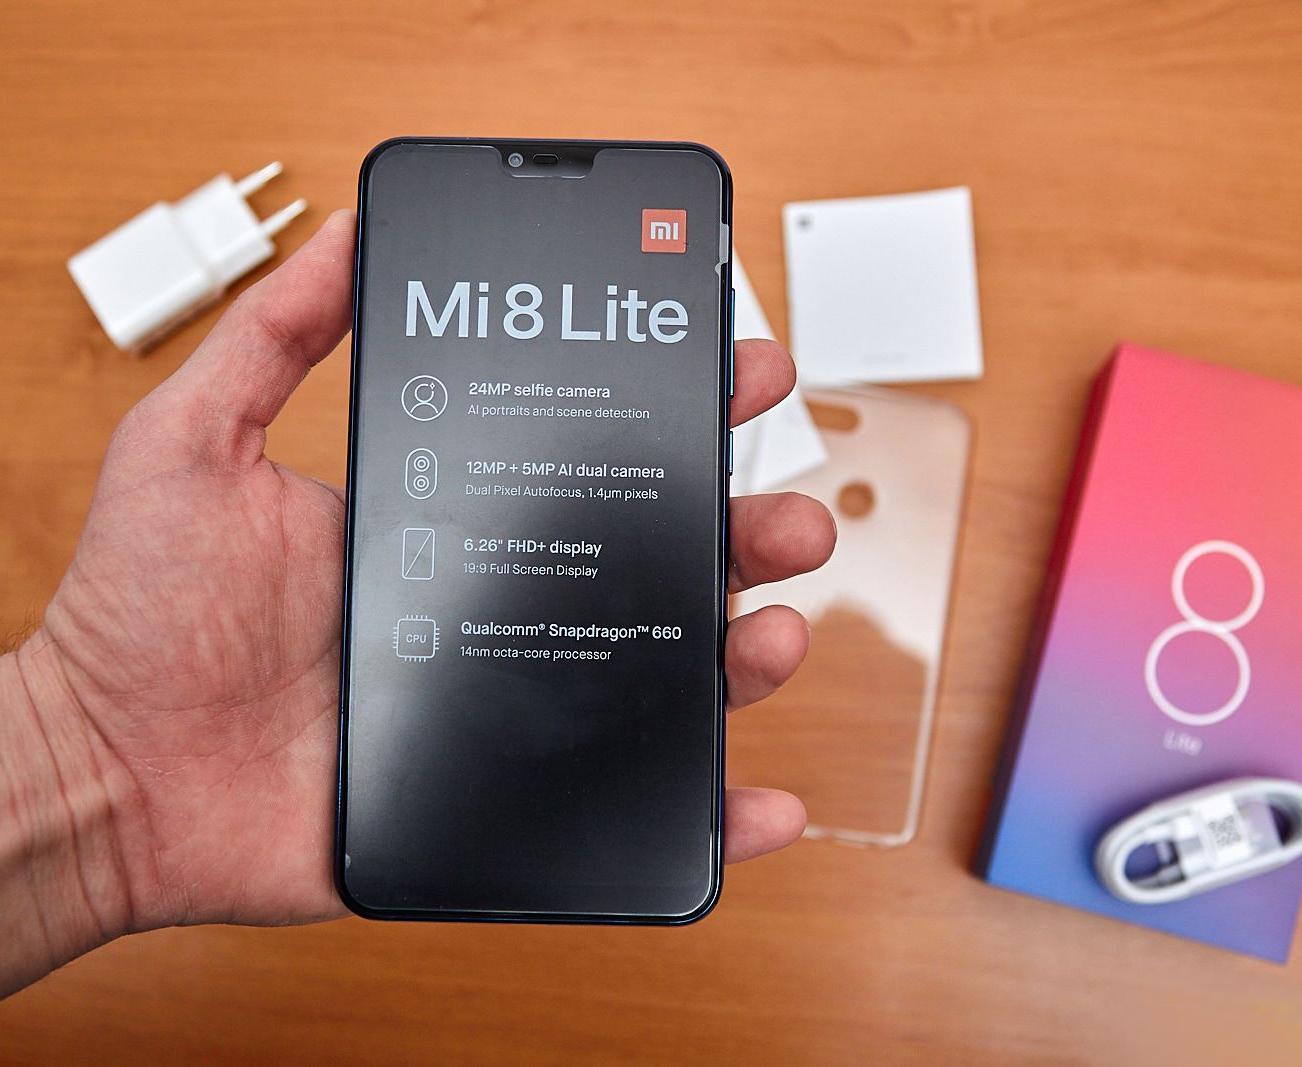 mi
Mi 8 Lite
24MP selfie camera
AI portraits and scene detection
12MP + 5MP AI dual camera
Dual Pixel Autofocus, 1.4μm pixels
6.26" FHD+ display
19:9 Full Screen Display
CPU
Qualcomm® Snapdragon™ 660
14nm octa-core processor
8
Lite